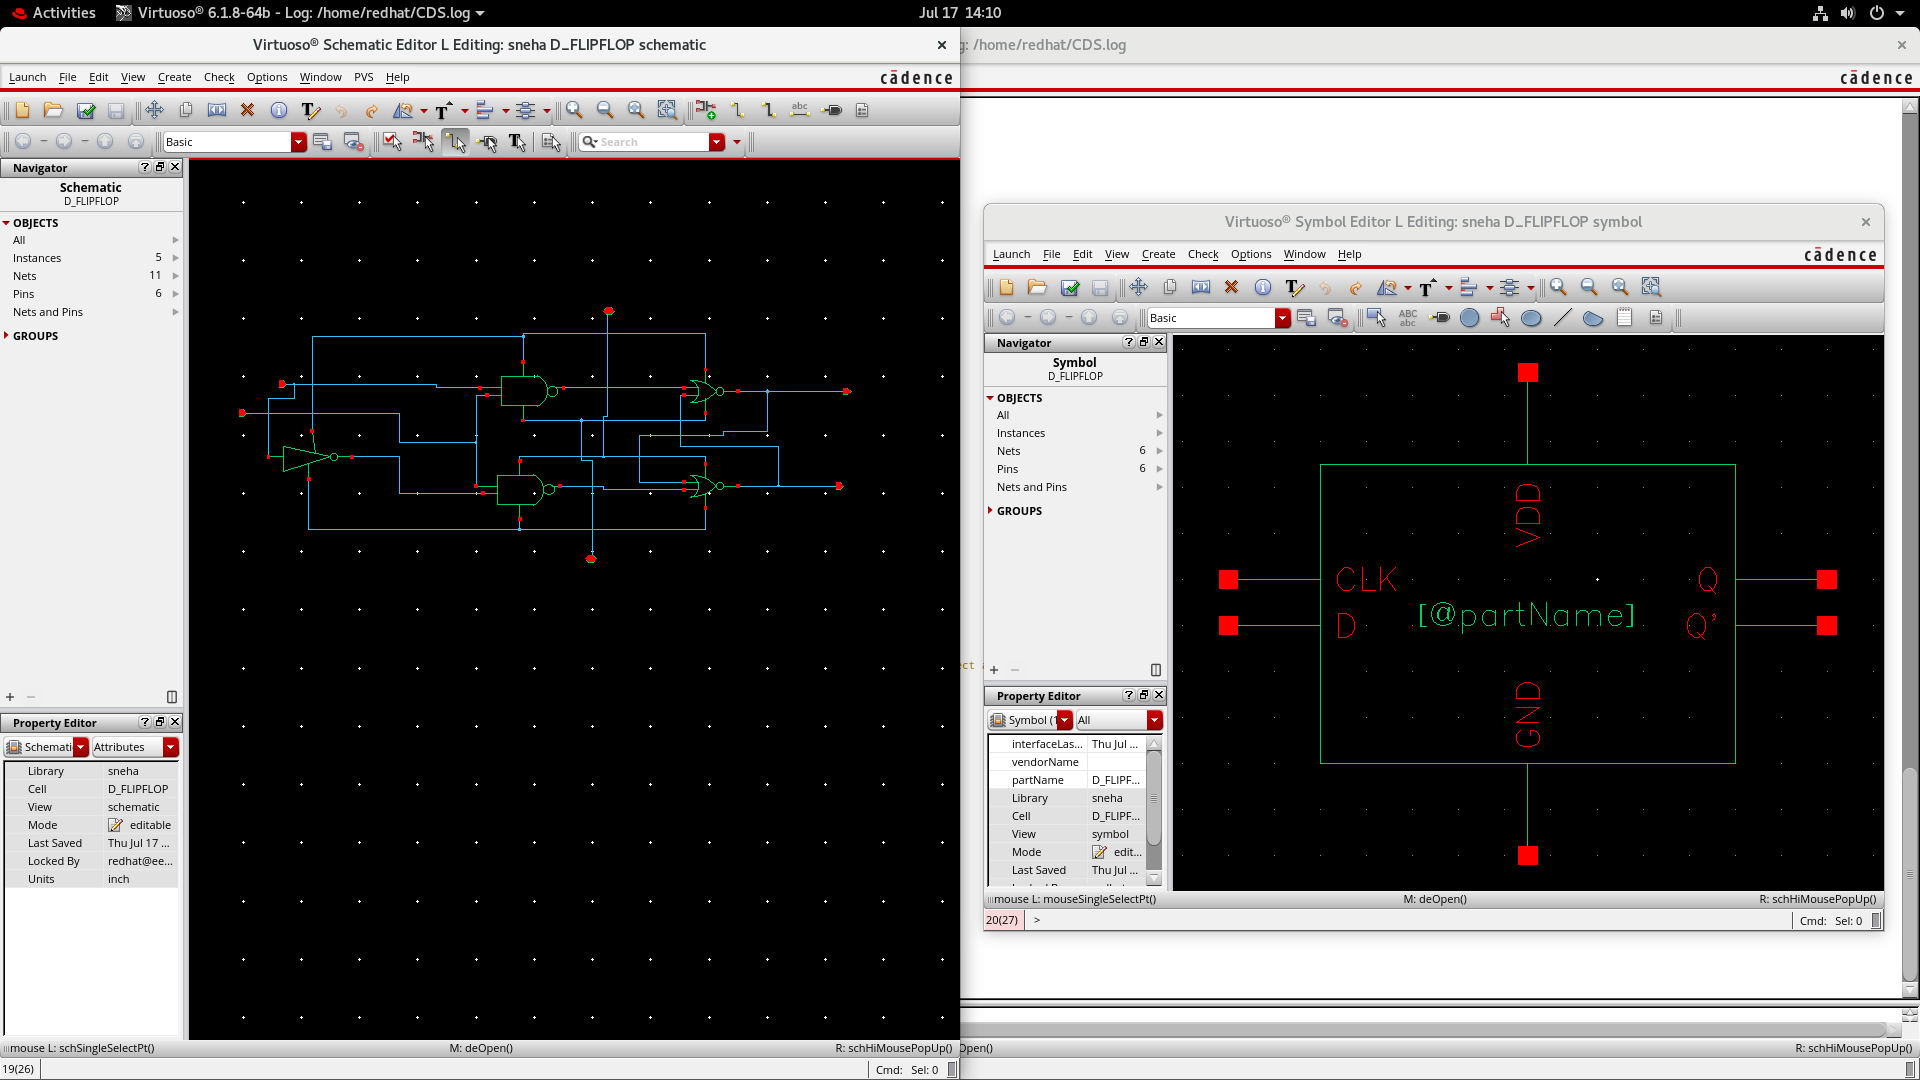 Activities
Virtuoso® 6.1.8-64b - Log: /home/redhat/CDS.log
Jul 17 14:10
Virtuoso® Schematic Editor L Editing: sneha D_FLIPFLOP schematic
g: /home/redhat/CDS.log
Launch File Edit View Create Check Options Window PVS Help
cādence
cādence
abc
Basic
Search
Navigator
Schematic
D_FLIPFLOP
OBJECTS
All
Instances 5
Nets 11
Pins 6
Nets and Pins
GROUPS
Property Editor
Schemati Attributes
Library sneha
Cell D_FLIPFLOP
View schematic
Mode editable
Last Saved Thu Jul 17 ...
Locked By redhat@ee...
Units inch
mouse L: schSingleSelectPt()
M: deOpen()
R: schHiMousePopUp()
19(26)
Cmd: Sel: 0
ect
Virtuoso® Symbol Editor L Editing: sneha D_FLIPFLOP symbol
Launch File Edit View Create Check Options Window Help
cādence
Basic
ABC
abc
Navigator
Symbol
D_FLIPFLOP
OBJECTS
All
Instances
Nets 6
Pins 6
Nets and Pins
GROUPS
Property Editor
Symbol (1 All
interfaceLas... Thu Jul ...
vendorName
partName D_FLIPF...
Library sneha
Cell D_FLIPF...
View symbol
Mode edit...
Last Saved Thu Jul ...
VDD
CLK
Q
[@partName]
D
Q'
GND
mouse L: mouseSingleSelectPt()
M: deOpen()
R: schHiMousePopUp()
20(27) >
Cmd: Sel: 0
Open()
R: schHiMousePopUp()